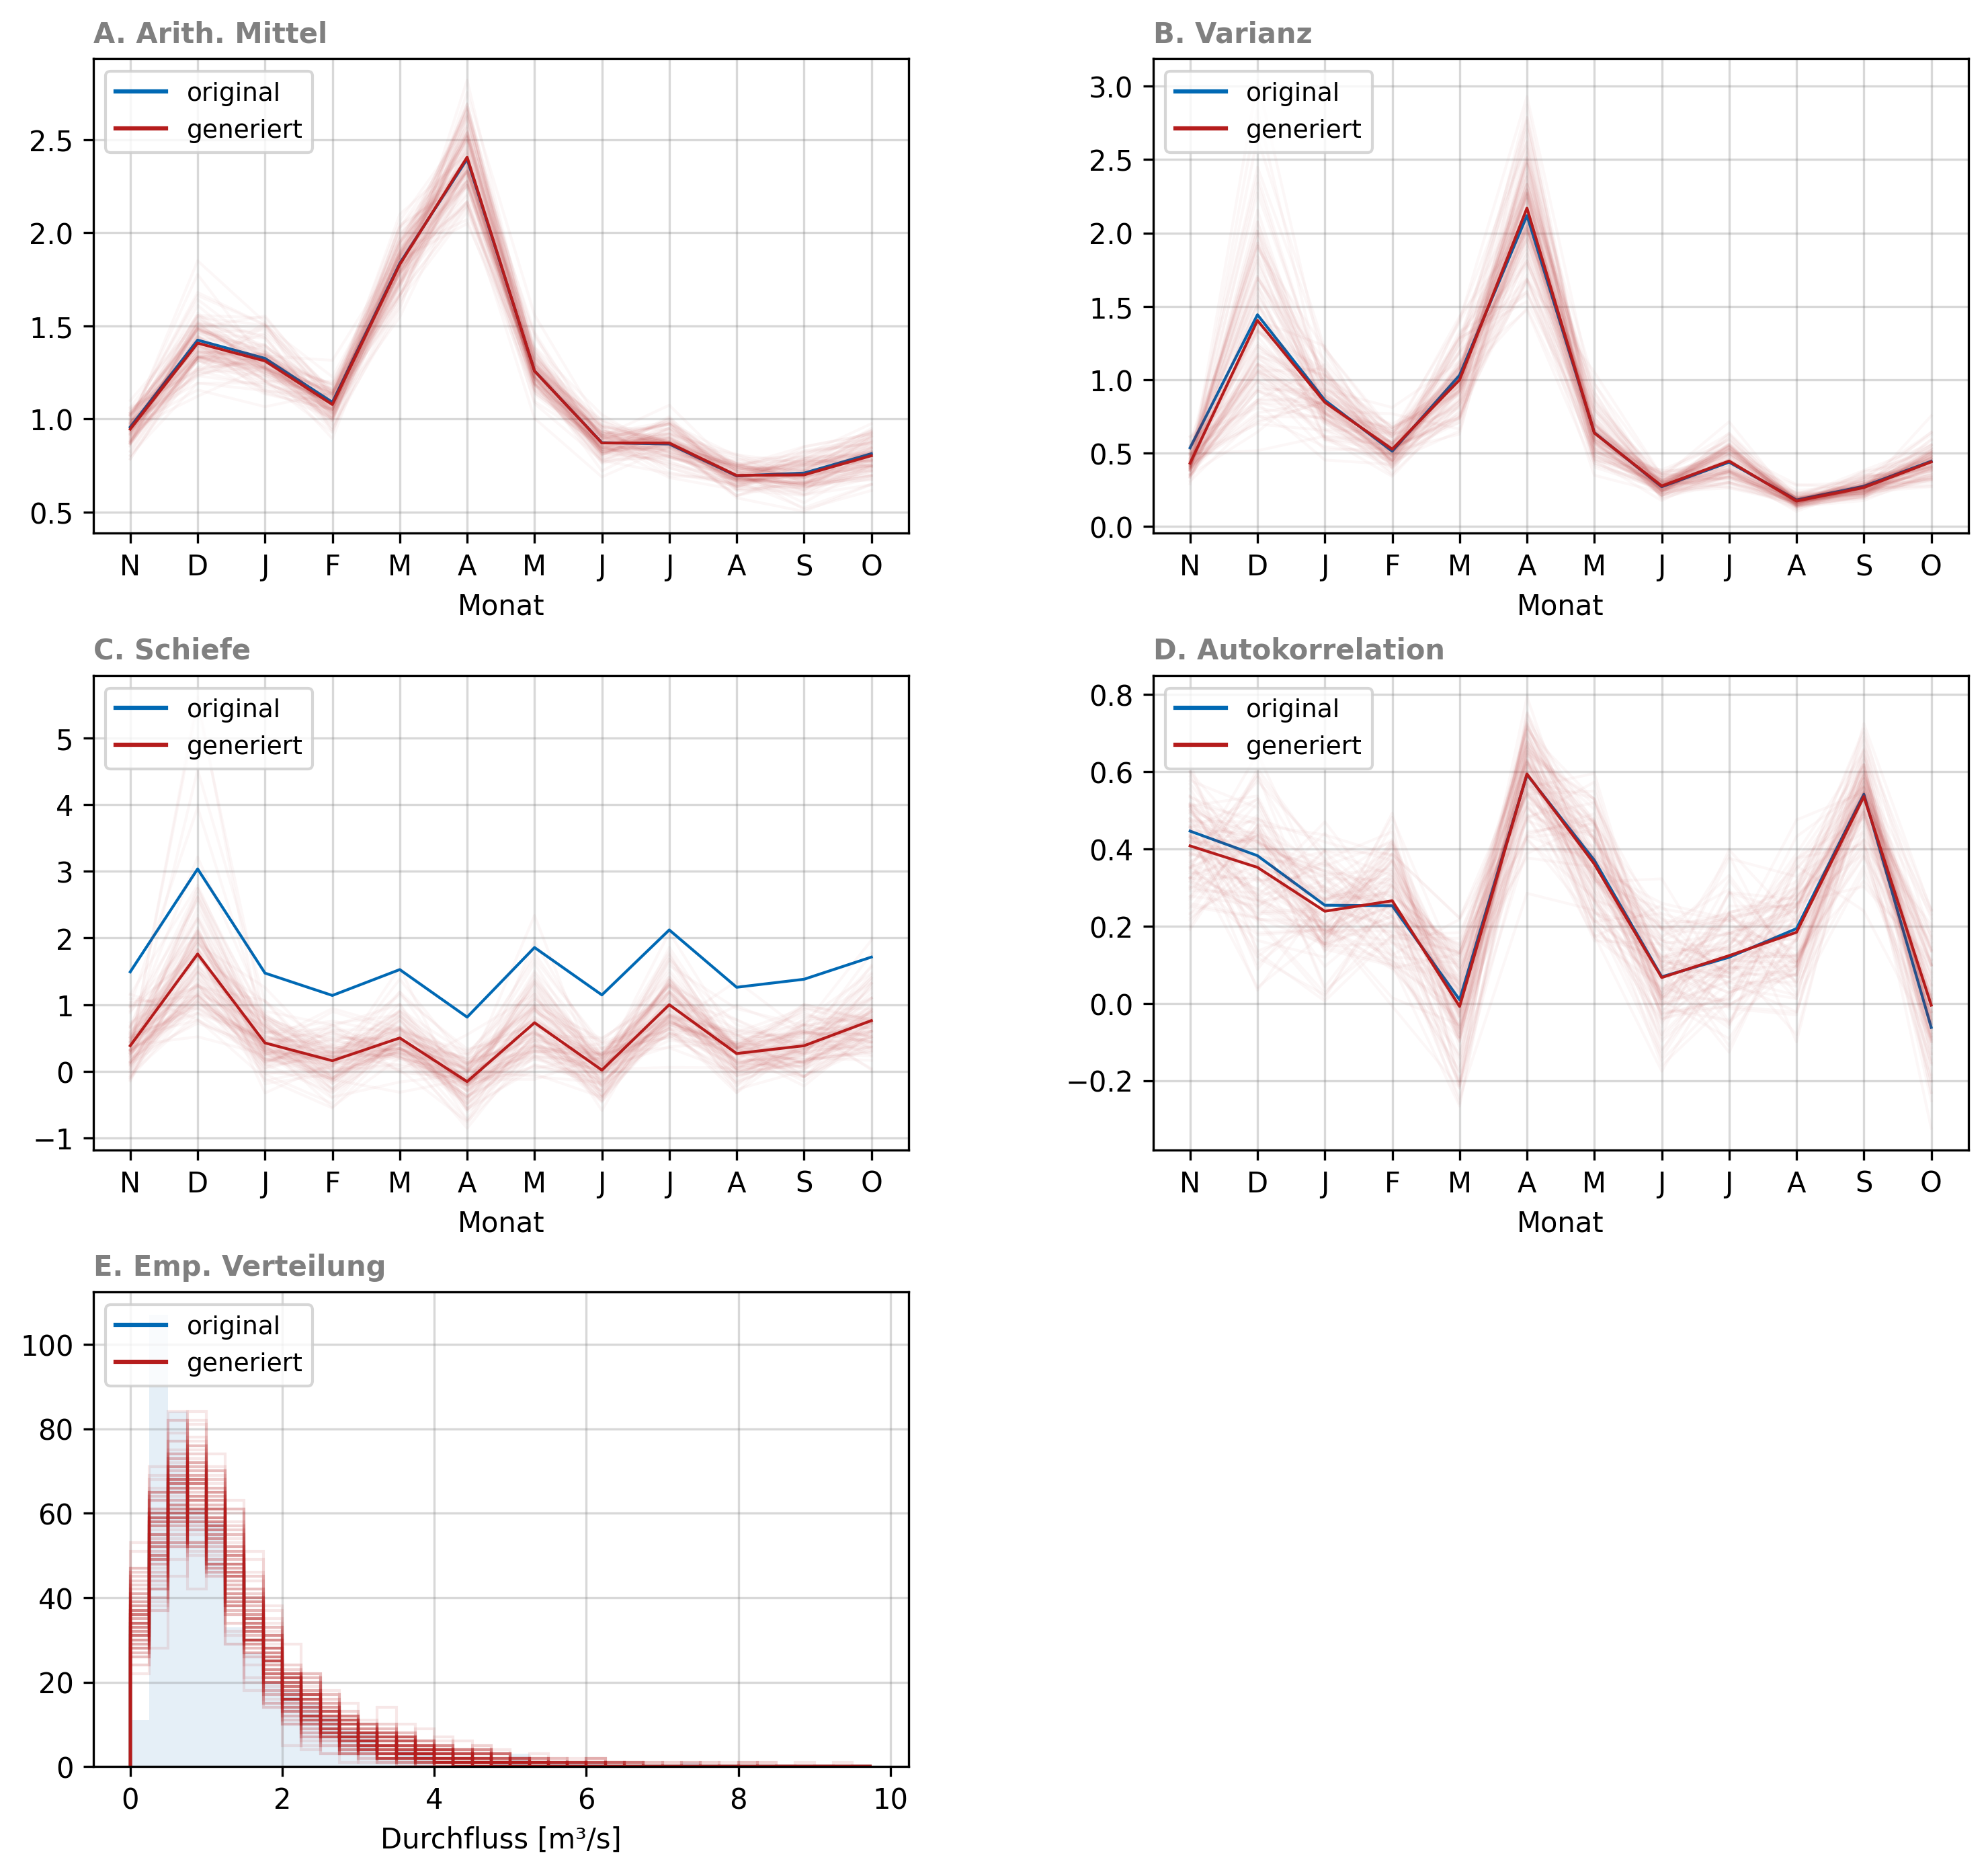 A. Arith. Mittel
original
generiert
2.5
2.0
1.5
1.0
0.5
N D J F M A M J J A S O
Monat
B. Varianz
original
generiert
3.0
2.5
2.0
1.5
1.0
0.5
0.0
N D J F M A M J J A S O
Monat
C. Schiefe
original
generiert
5
4
3
2
1
0
−1
N D J F M A M J J A S O
Monat
D. Autokorrelation
original
generiert
0.8
0.6
0.4
0.2
0.0
−0.2
N D J F M A M J J A S O
Monat
E. Emp. Verteilung
original
generiert
100
80
60
40
20
0
0 2 4 6 8 10
Durchfluss [m³/s]